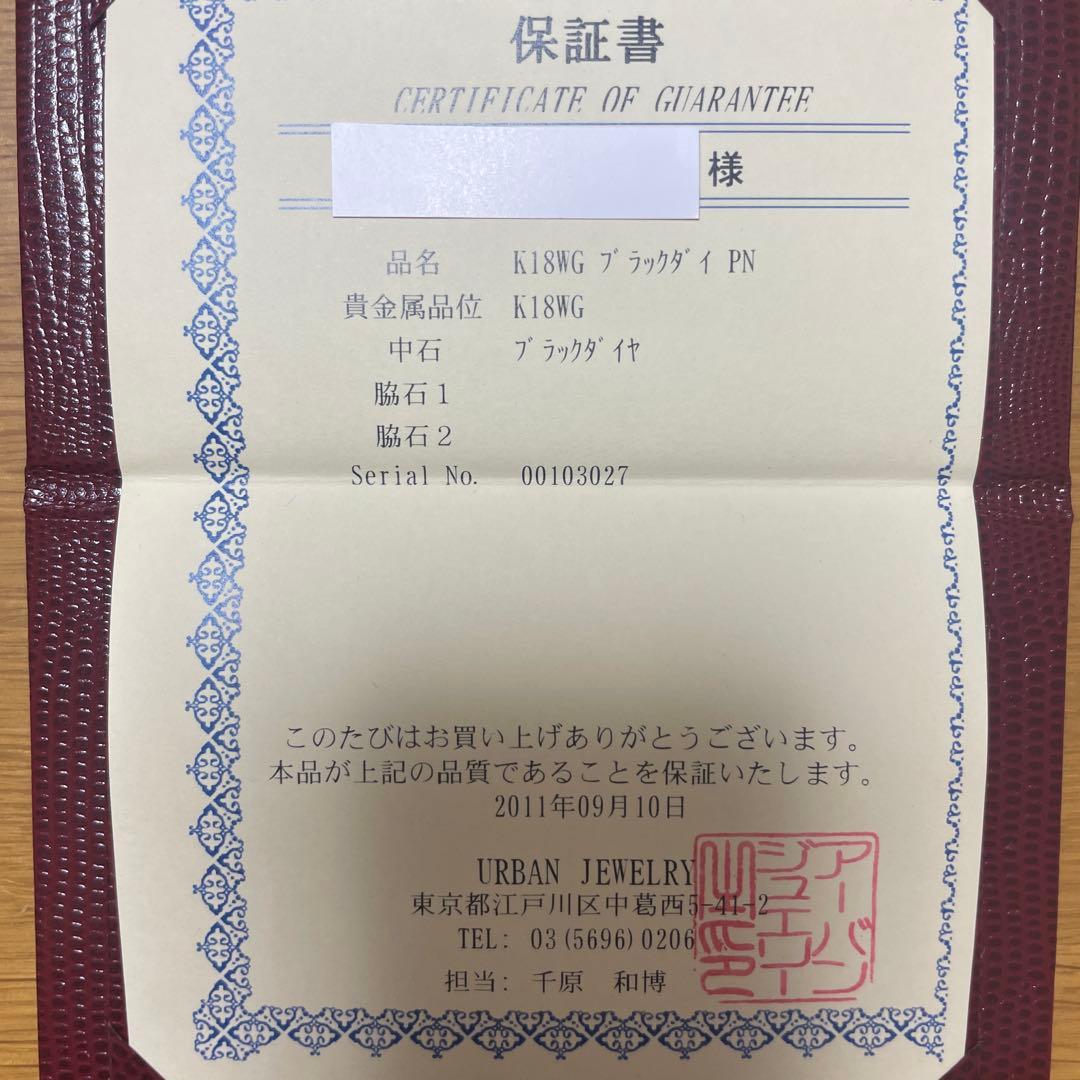 保証書
CERTIFICATE OF GUARANTEE
様
品名 K18WG ﾌﾞﾗｯｸﾀﾞｲ PN
貴金属品位 K18WG
中石 ﾌﾞﾗｯｸﾀﾞｲﾔ
脇石1
脇石2
Serial No. 00103027
このたびはお買い上げありがとうございます。
本品が上記の品質であることを保証いたします。
2011年09月10日
URBAN JEWELRY
東京都江戸川区中葛西5-41-2
TEL: 03(5696)0206
担当: 千原 和博
アーバン
ジュエリー
之印